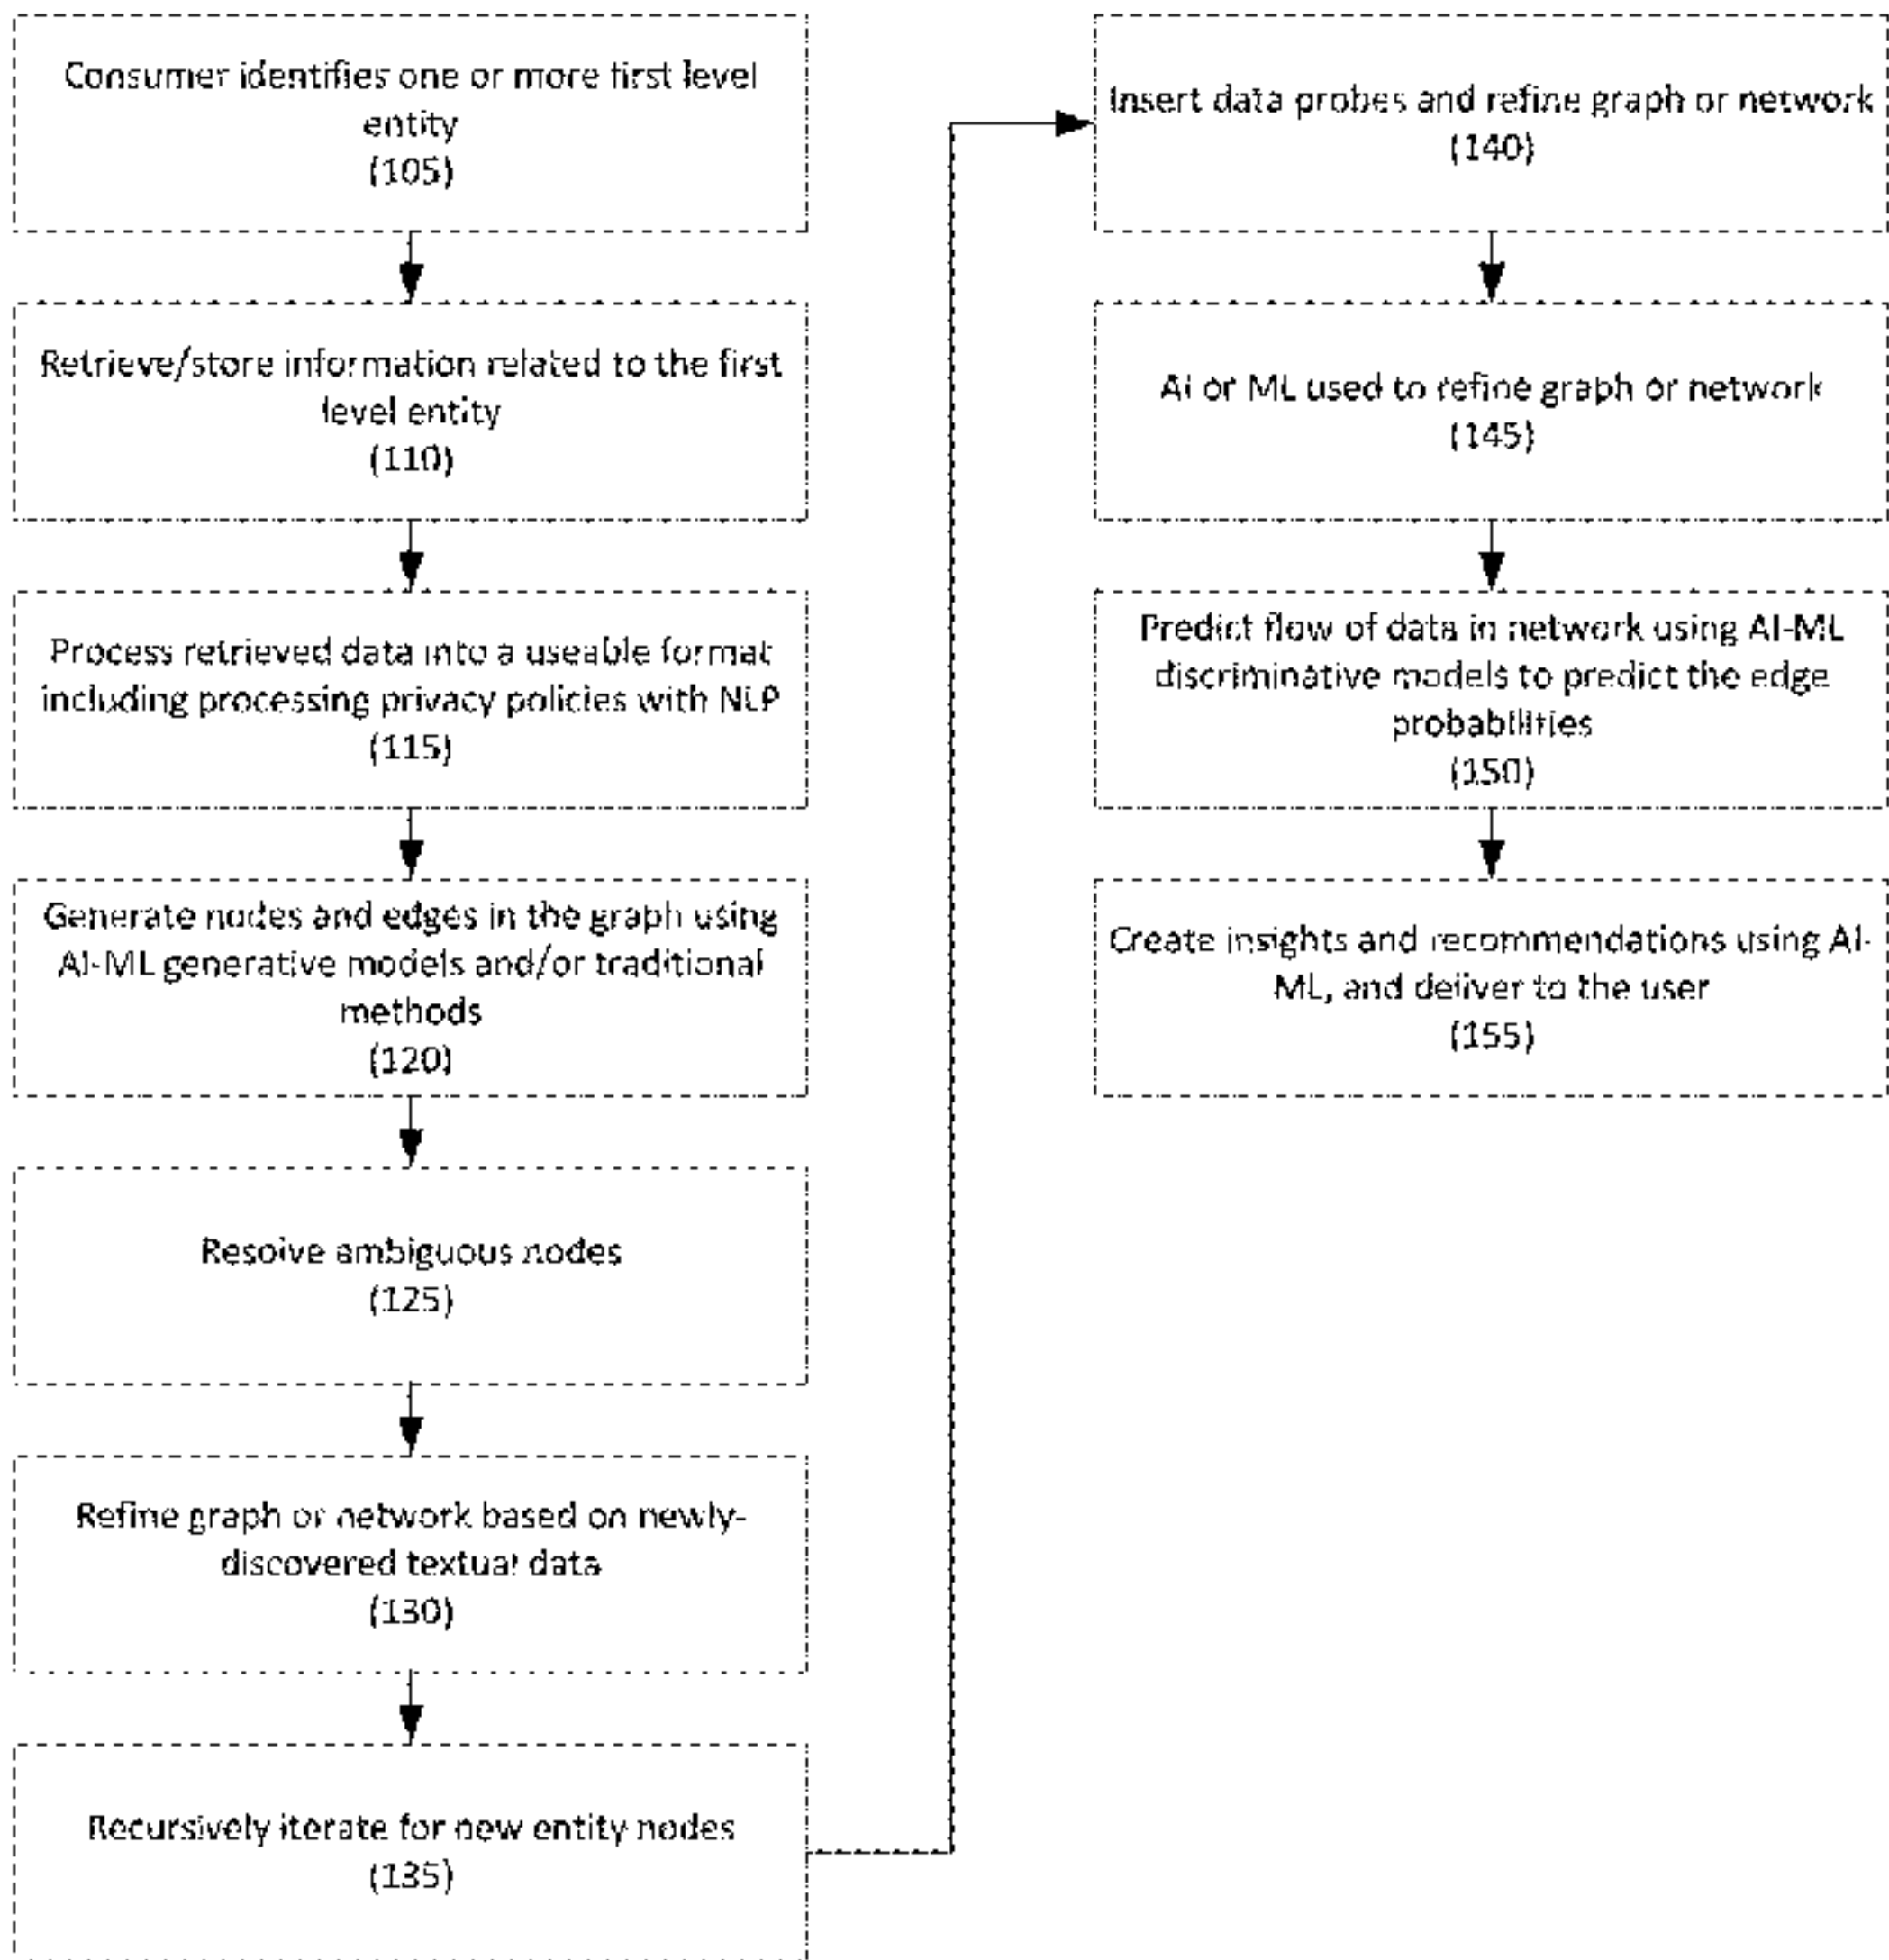 Consumer identifies one or more first level
entity
(105)
Retrieve/store information related to the first
level entity
(110)
Process retrieved data into a useable format
including processing privacy policies with NLP
(115)
Generate nodes and edges in the graph using
AI-ML generative models and/or traditional
methods
(120)
Resolve ambiguous nodes
(125)
Refine graph or network based on newly-
discovered textual data
(130)
Recursively iterate for new entity nodes
(135)
Insert data probes and refine graph or network
(140)
AI or ML used to refine graph or network
(145)
Predict flow of data in network using AI-ML
discriminative models to predict the edge
probabilities
(150)
Create insights and recommendations using AI-
ML, and deliver to the user
(155)